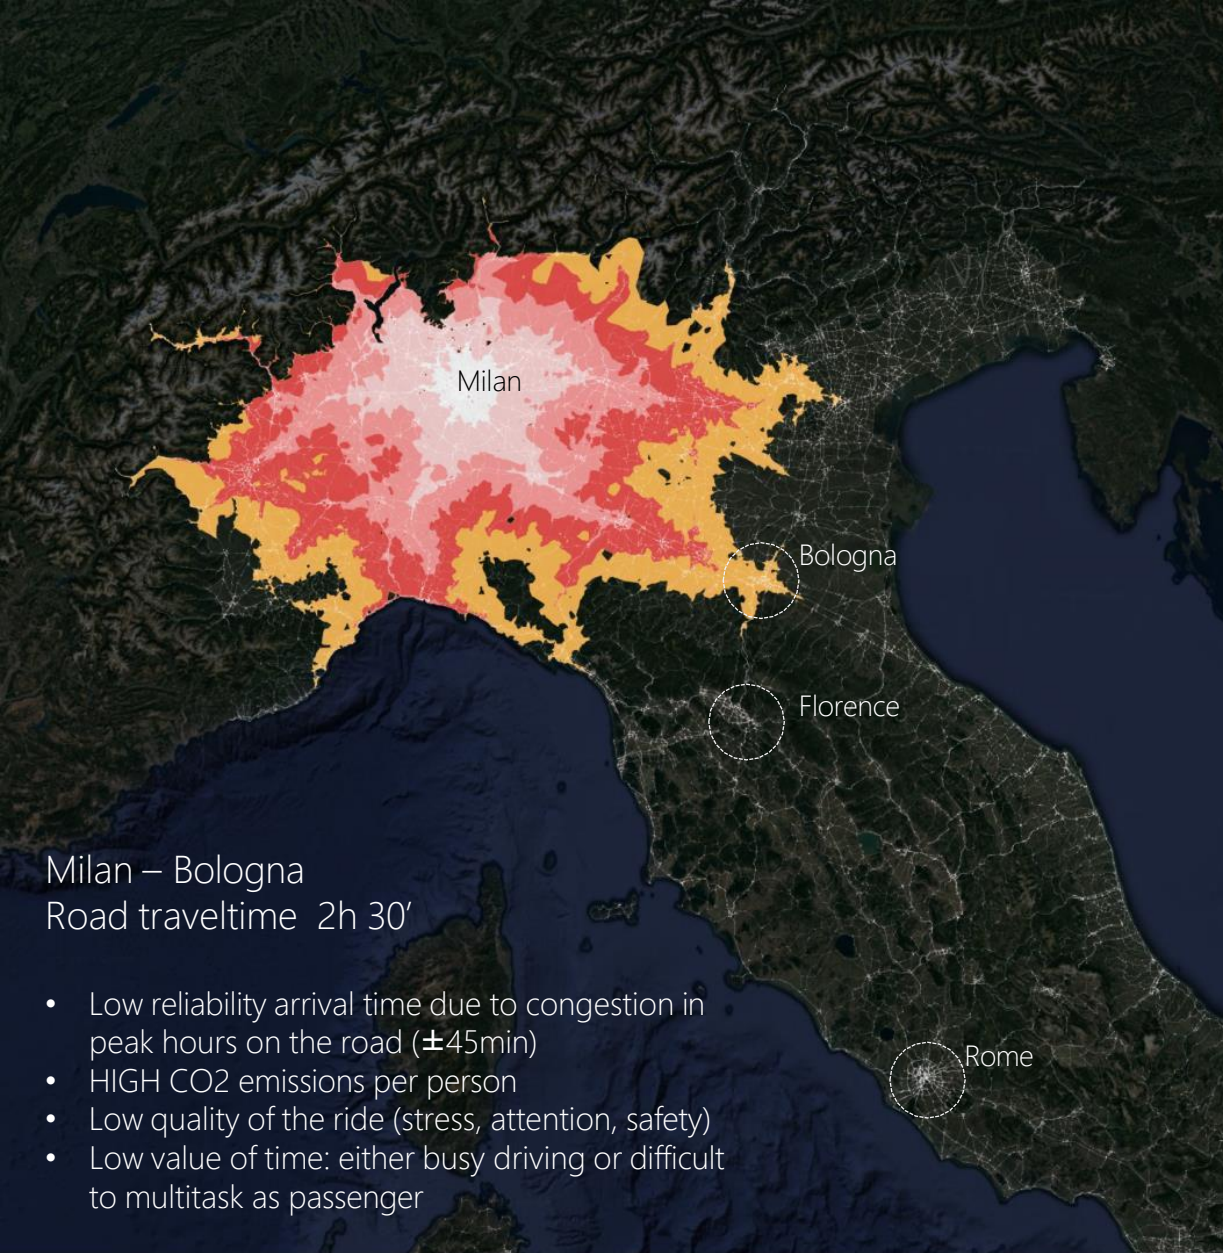 Milan
Bologna
Florence
Milan – Bologna
Road traveltime 2h 30’
• Low reliability arrival time due to congestion in
peak hours on the road (±45min)
• HIGH CO2 emissions per person
• Low quality of the ride (stress, attention, safety)
• Low value of time: either busy driving or difficult
to multitask as passenger
Rome